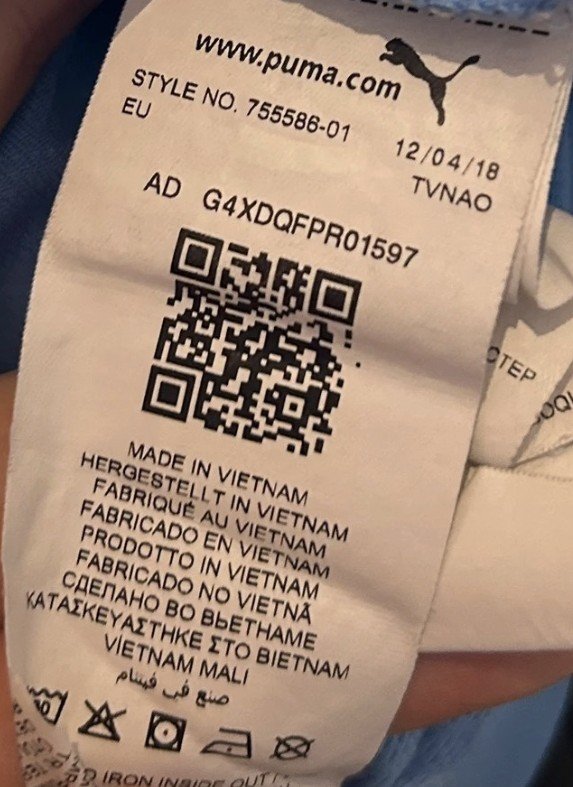 www.puma.com
STYLE NO. 755586-01
EU
12/04/18
TVNAO
AD G4XDQFPR01597
MADE IN VIETNAM
HERGESTELLT IN VIETNAM
FABRIQUÉ AU VIETNAM
FABRICADO EN VIETNAM
PRODOTTO IN VIETNAM
FABRICADO NO VIETNÃ
СДЕЛАНО ВО ВЬЕТНАМЕ
ΚΑΤΑΣΚΕΥΑΣΤΗΚΕ ΣΤΟ ΒΙΕΤΝΑΜ
VİETNAM MALI
صنع في فيتنام
40
IRON INSIDE OUT
СТЕР